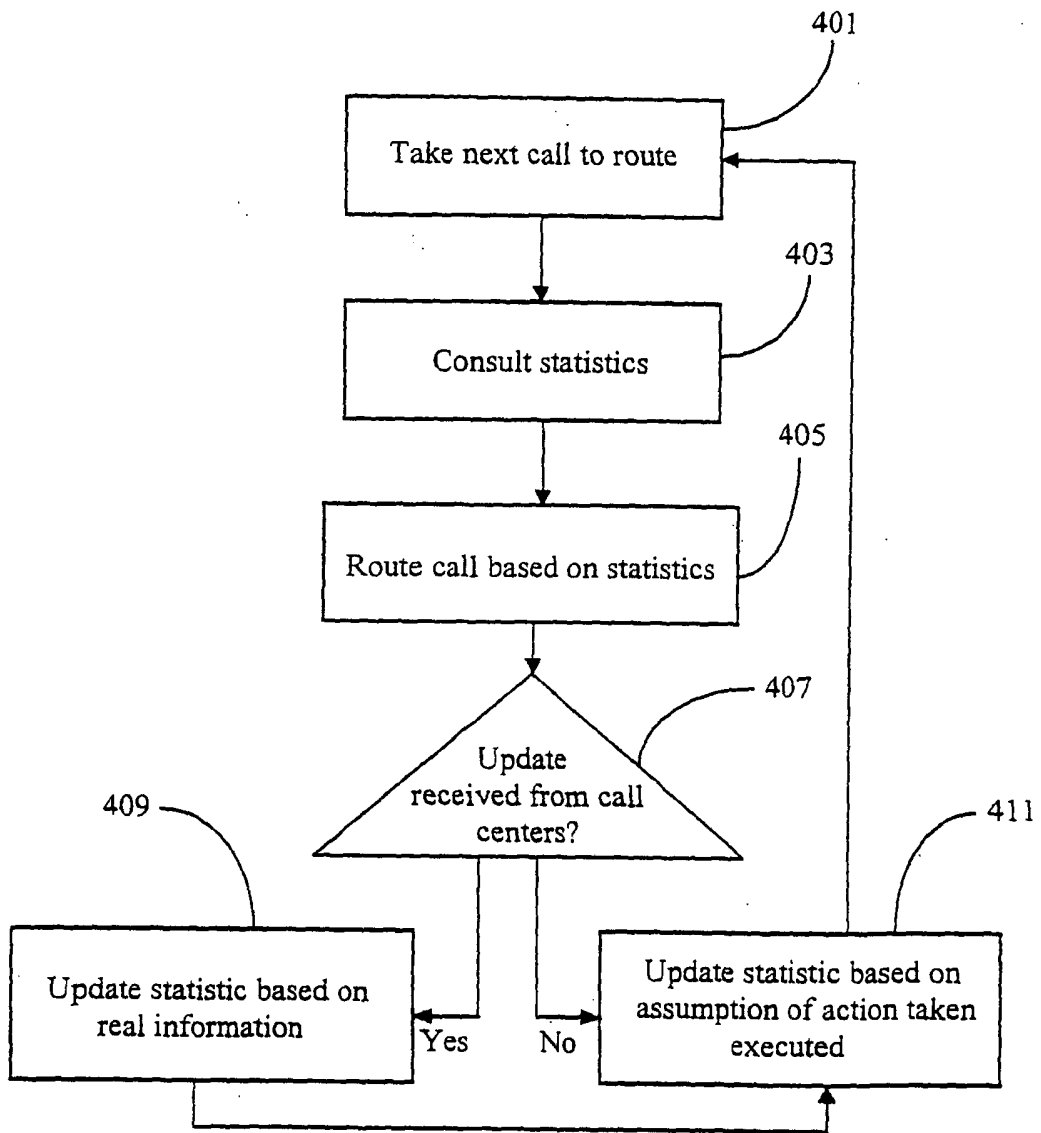 401
Take next call to route
403
Consult statistics
405
Route call based on statistics
407
Update
received from call
centers?
409
411
Update statistic based on
real information
Yes
No
Update statistic based on
assumption of action taken
executed